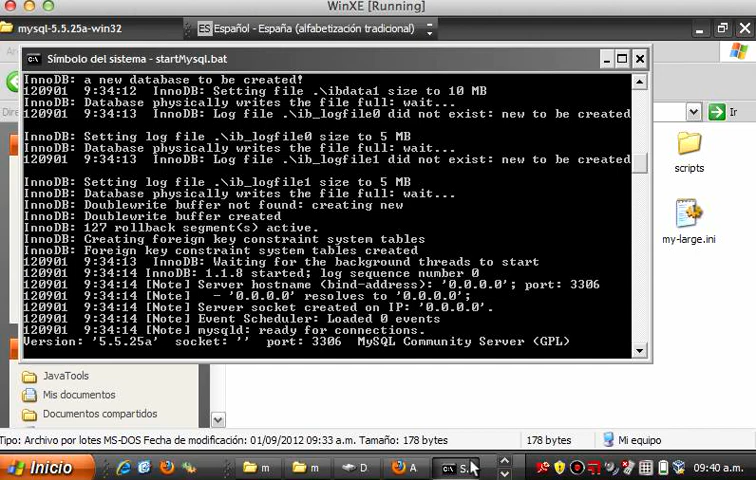 WinXE [Running]
mysql-5.5.25a-win32
ES Español - España (alfabetización tradicional)
Símbolo del sistema - startMysql.bat
InnoDB: a new database to be created!
120901  9:34:12  InnoDB: Setting file .\ibdata1 size to 10 MB
InnoDB: Database physically writes the file full: wait...
120901  9:34:13  InnoDB: Log file .\ib_logfile0 did not exist: new to be created
InnoDB: Setting log file .\ib_logfile0 size to 5 MB
InnoDB: Database physically writes the file full: wait...
120901  9:34:13  InnoDB: Log file .\ib_logfile1 did not exist: new to be created
InnoDB: Setting log file .\ib_logfile1 size to 5 MB
InnoDB: Database physically writes the file full: wait...
InnoDB: Doublewrite buffer not found: creating new
InnoDB: Doublewrite buffer created
InnoDB: 127 rollback segment(s) active.
InnoDB: Creating foreign key constraint system tables
InnoDB: Foreign key constraint system tables created
120901  9:34:13  InnoDB: Waiting for the background threads to start
120901  9:34:14 InnoDB: 1.1.8 started; log sequence number 0
120901  9:34:14 [Note] Server hostname (bind-address): '0.0.0.0'; port: 3306
120901  9:34:14 [Note]   - '0.0.0.0' resolves to '0.0.0.0';
120901  9:34:14 [Note] Server socket created on IP: '0.0.0.0'.
120901  9:34:14 [Note] Event Scheduler: Loaded 0 events
120901  9:34:14 [Note] mysqld: ready for connections.
Version: '5.5.25a'  socket: ''  port: 3306  MySQL Community Server (GPL)
Ir
scripts
my-large.ini
JavaTools
Mis documentos
Documentos compartidos
Tipo: Archivo por lotes MS-DOS Fecha de modificación: 01/09/2012 09:33 a.m. Tamaño: 178 bytes
178 bytes
Mi equipo
Inicio
m
m
D
A
S
09:40 a.m.